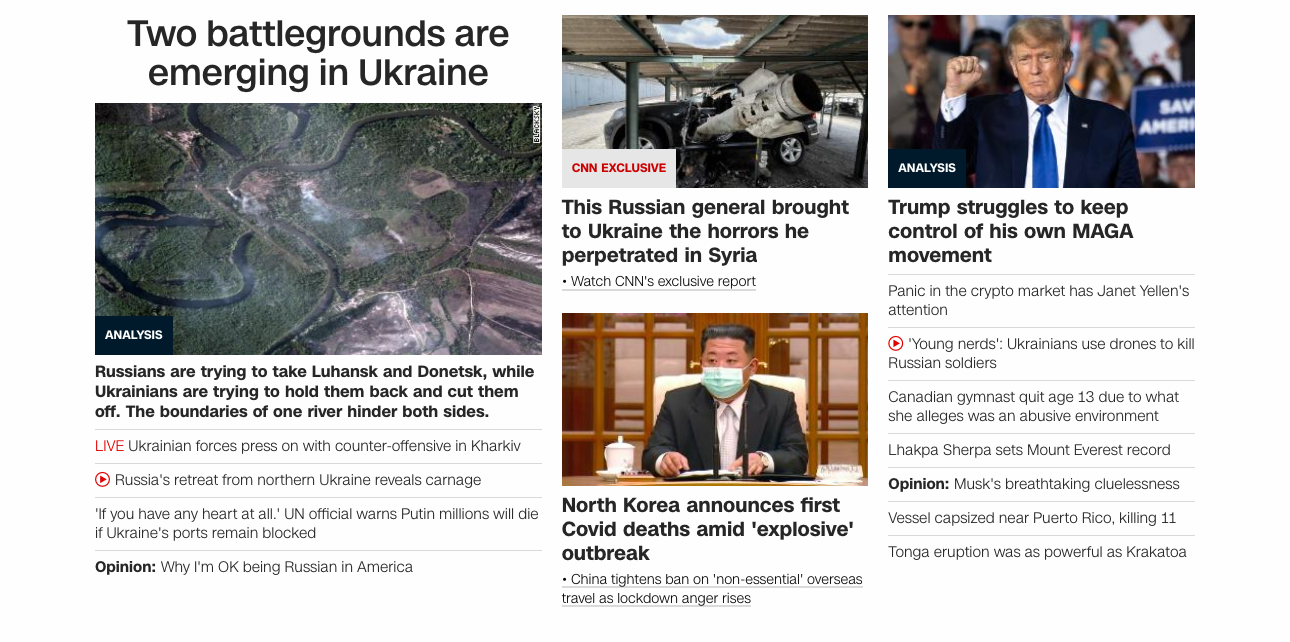 Two battlegrounds are
emerging in Ukraine
BLACKSKY
ANALYSIS
Russians are trying to take Luhansk and Donetsk, while
Ukrainians are trying to hold them back and cut them
off. The boundaries of one river hinder both sides.
LIVE Ukrainian forces press on with counter-offensive in Kharkiv
Russia's retreat from northern Ukraine reveals carnage
'If you have any heart at all.' UN official warns Putin millions will die
if Ukraine's ports remain blocked
Opinion: Why I'm OK being Russian in America
CNN EXCLUSIVE
This Russian general brought
to Ukraine the horrors he
perpetrated in Syria
• Watch CNN's exclusive report
North Korea announces first
Covid deaths amid 'explosive'
outbreak
• China tightens ban on 'non-essential' overseas
travel as lockdown anger rises
SAVE
AMERI
ANALYSIS
Trump struggles to keep
control of his own MAGA
movement
Panic in the crypto market has Janet Yellen's
attention
'Young nerds': Ukrainians use drones to kill
Russian soldiers
Canadian gymnast quit age 13 due to what
she alleges was an abusive environment
Lhakpa Sherpa sets Mount Everest record
Opinion: Musk's breathtaking cluelessness
Vessel capsized near Puerto Rico, killing 11
Tonga eruption was as powerful as Krakatoa